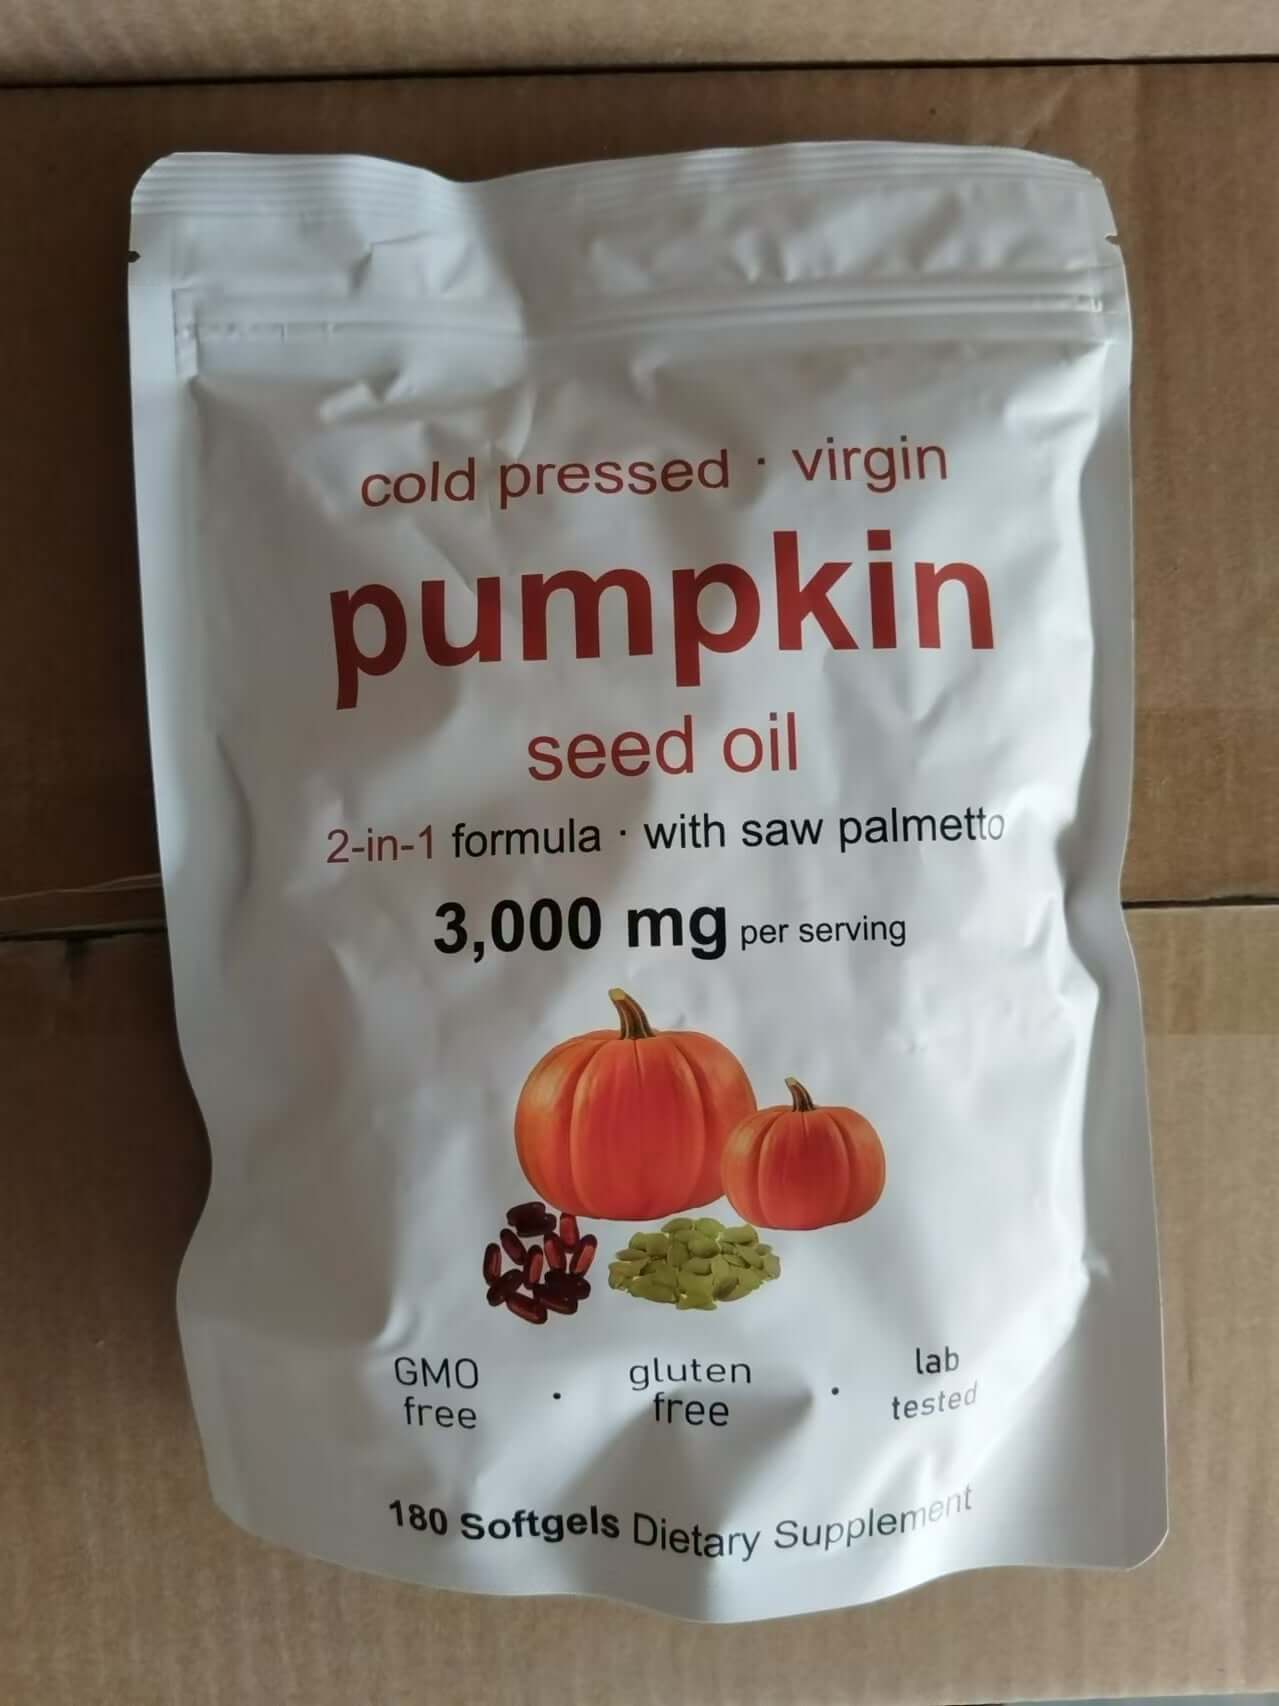 cold pressed · virgin
pumpkin
seed oil
2-in-1 formula · with saw palmetto
3,000 mg per serving
GMO free · gluten free · lab tested
180 Softgels Dietary Supplement